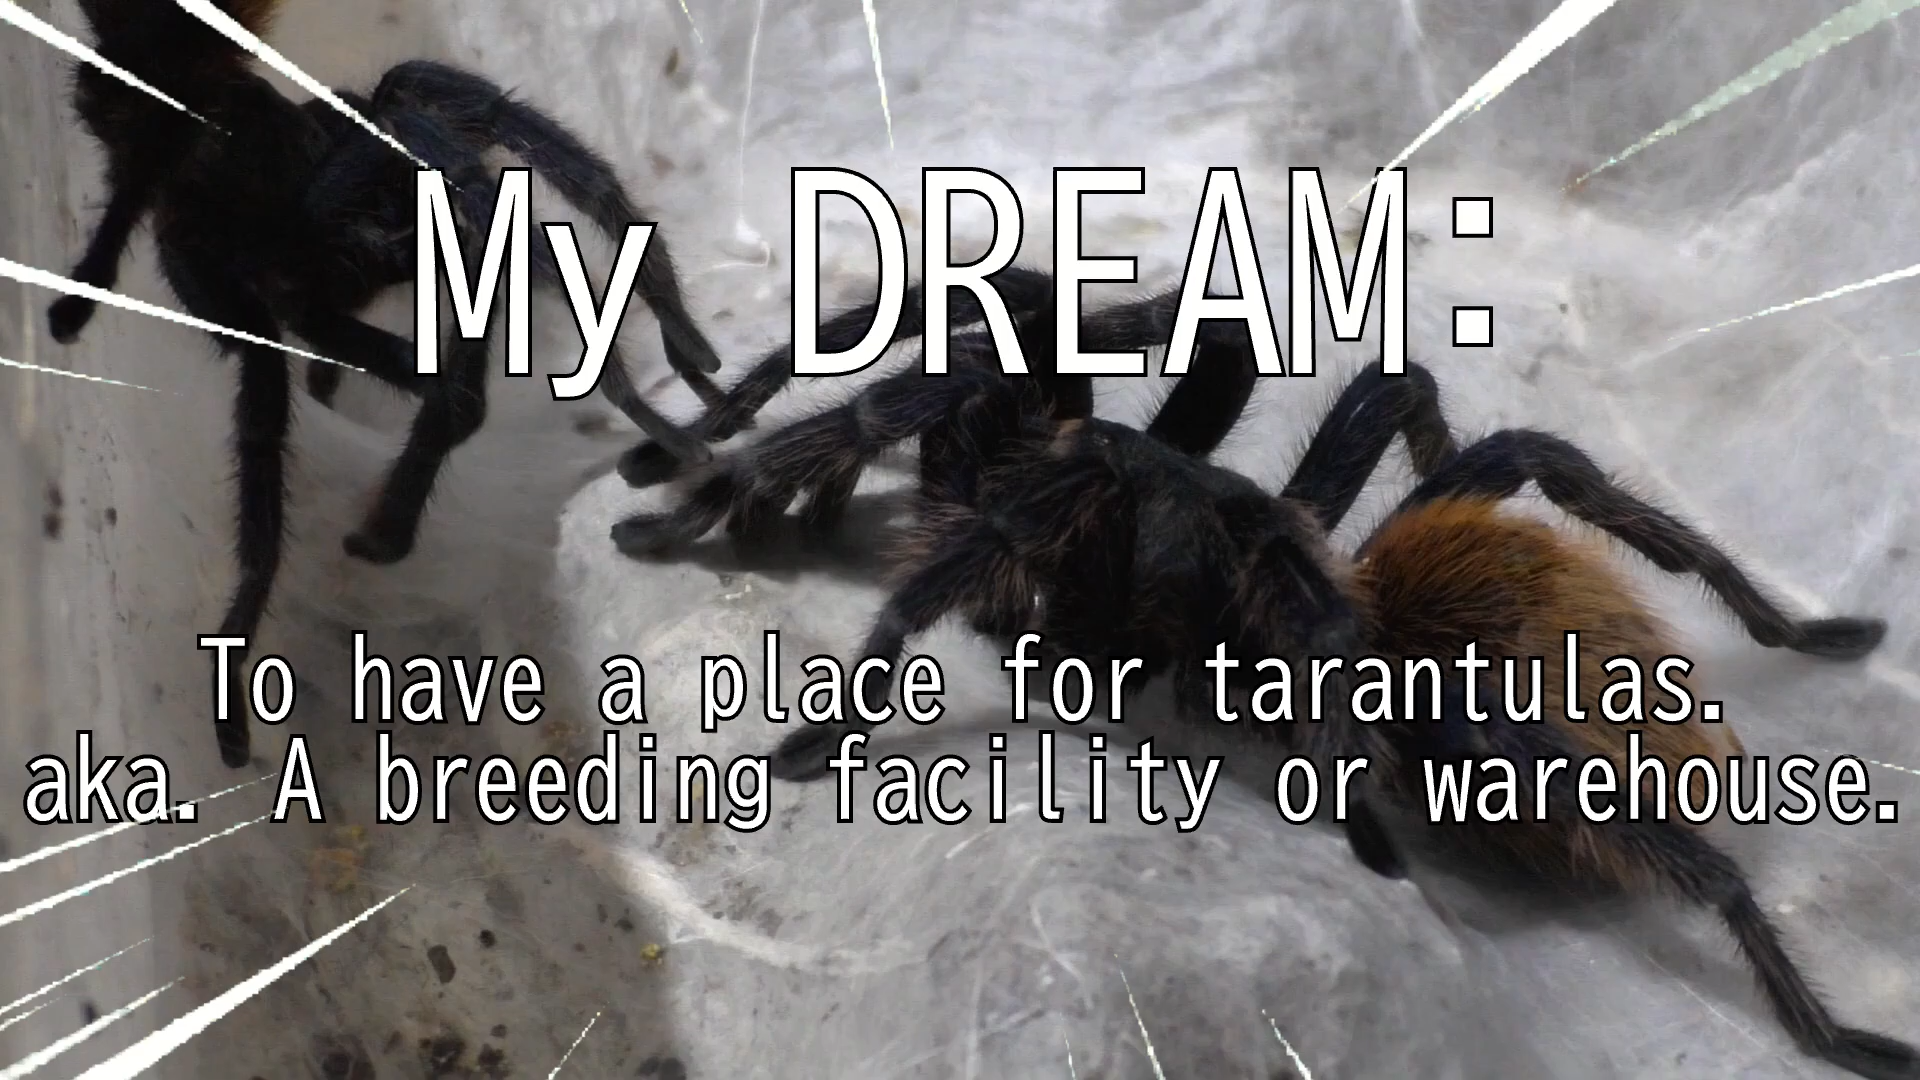 My DREAM:
To have a place for tarantulas.
aka. A breeding facility or warehouse.